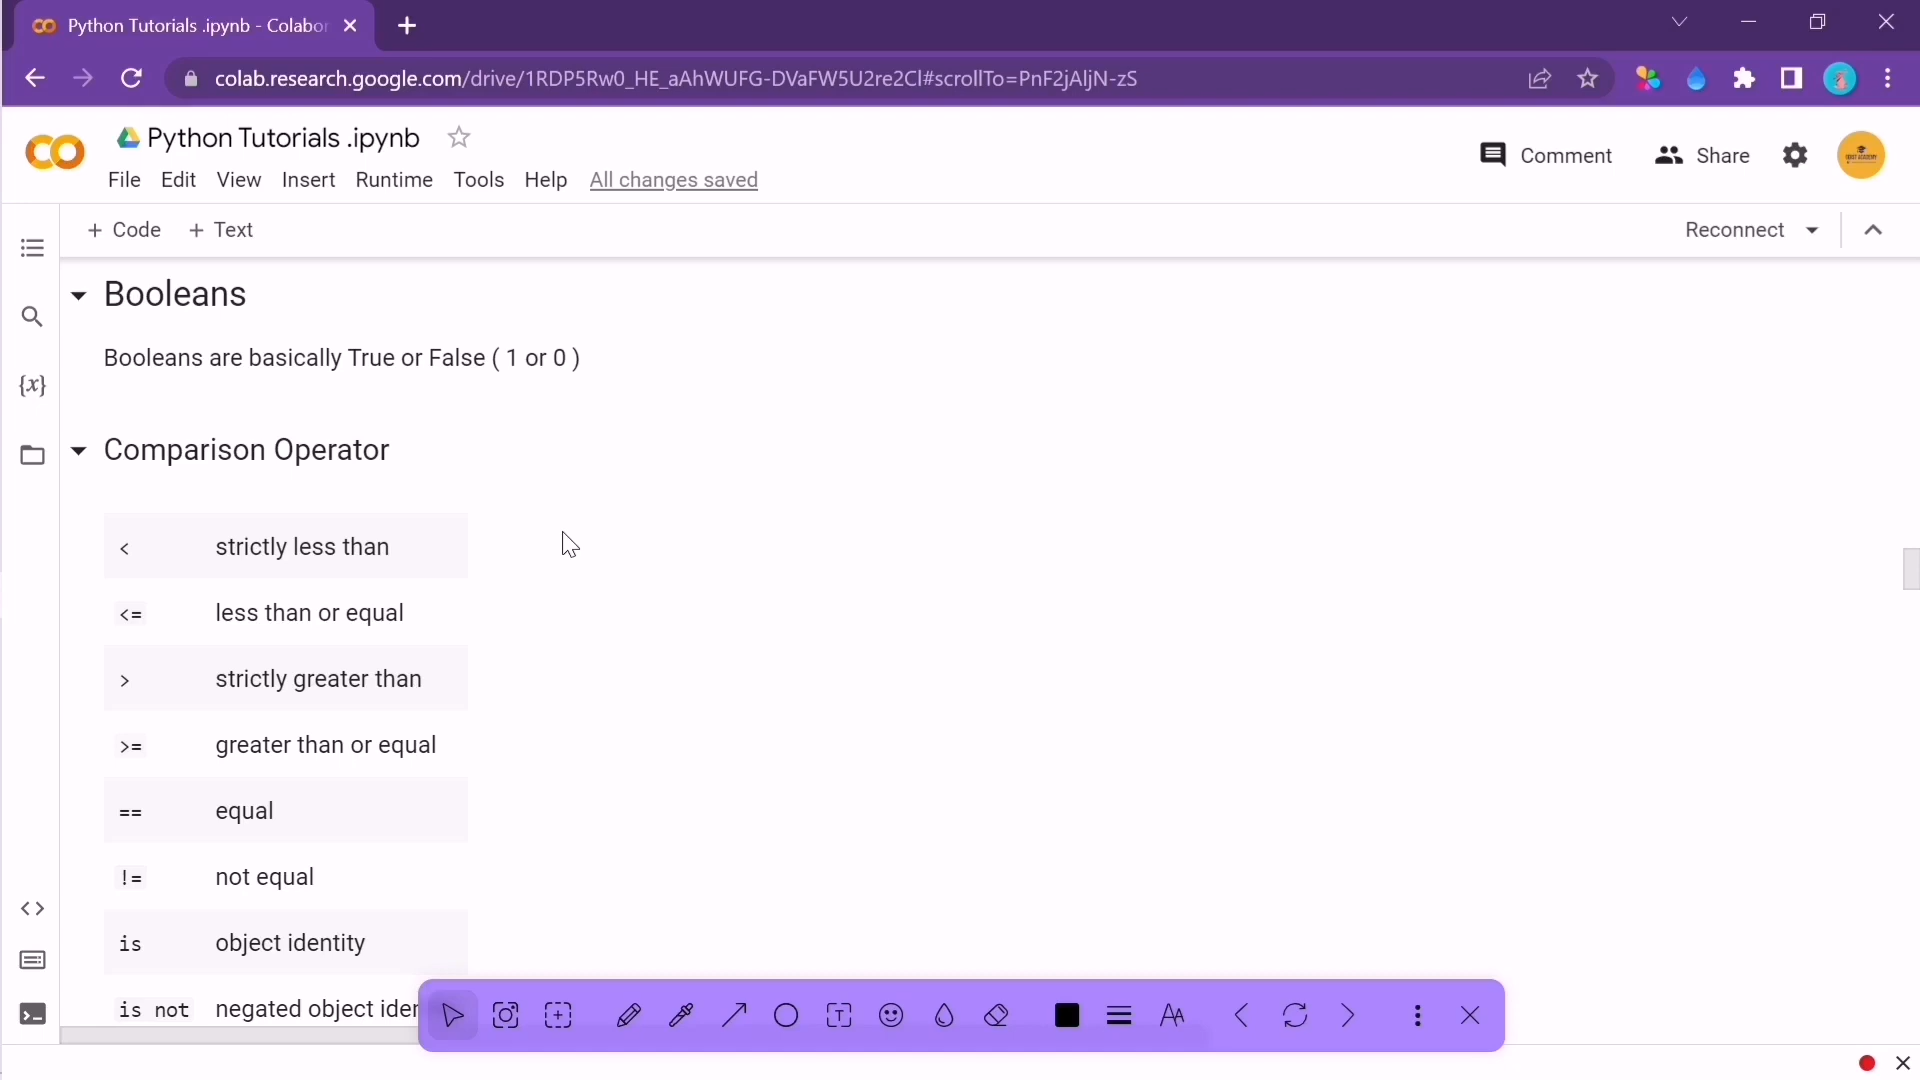 Python Tutorials .ipynb - Colabor
colab.research.google.com/drive/1RDP5Rw0_HE_aAhWUFG-DVaFW5U2re2Cl#scrollTo=PnF2jAljN-zS
Python Tutorials .ipynb
Comment
Share
File Edit View Insert Runtime Tools Help All changes saved
+ Code + Text
Reconnect
Booleans
Booleans are basically True or False ( 1 or 0 )
{x}
Comparison Operator
< strictly less than
<= less than or equal
> strictly greater than
>= greater than or equal
== equal
!= not equal
is object identity
is not negated object iden